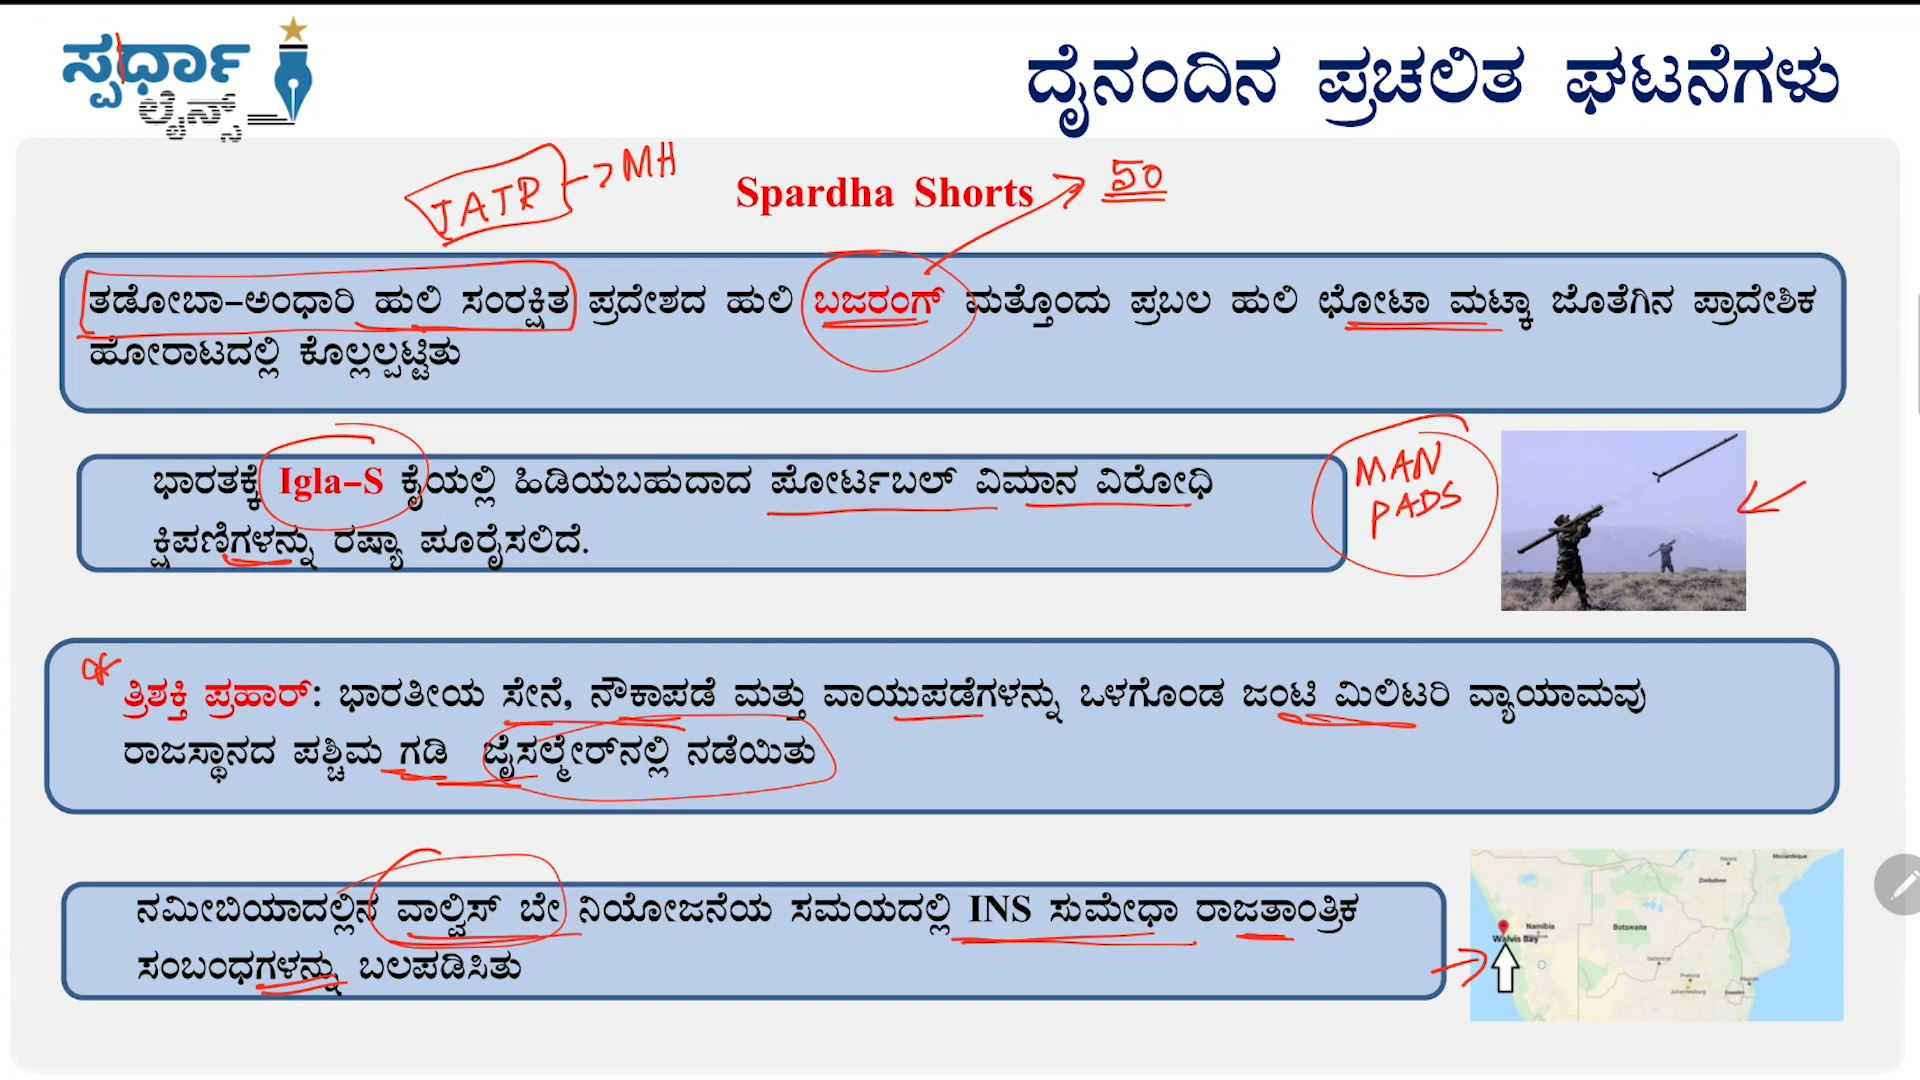 ಸ್ಪರ್ಧಾ
ಲೈನ್ಸ್
ದೈನಂದಿನ ಪ್ರಚಲಿತ ಘಟನೆಗಳು
TATR → MH
Spardha Shorts
50
ತಡೋಬಾ-ಅಂಧಾರಿ ಹುಲಿ ಸಂರಕ್ಷಿತ ಪ್ರದೇಶದ ಹುಲಿ ಬಜರಂಗ್ ಮತ್ತೊಂದು ಪ್ರಬಲ ಹುಲಿ ಛೋಟಾ ಮಟ್ಕಾ ಜೊತೆಗಿನ ಪ್ರಾದೇಶಿಕ
ಹೋರಾಟದಲ್ಲಿ ಕೊಲ್ಲಲ್ಪಟ್ಟಿತು
ಭಾರತಕ್ಕೆ Igla-S ಕೈಯಲ್ಲಿ ಹಿಡಿಯಬಹುದಾದ ಪೋರ್ಟಬಲ್ ವಿಮಾನ ವಿರೋಧಿ
ಕ್ಷಿಪಣಿಗಳನ್ನು ರಷ್ಯಾ ಪೂರೈಸಲಿದೆ.
MAN
PADS
ತ್ರಿಶಕ್ತಿ ಪ್ರಹಾರ್: ಭಾರತೀಯ ಸೇನೆ, ನೌಕಾಪಡೆ ಮತ್ತು ವಾಯುಪಡೆಗಳನ್ನು ಒಳಗೊಂಡ ಜಂಟಿ ಮಿಲಿಟರಿ ವ್ಯಾಯಾಮವು
ರಾಜಸ್ಥಾನದ ಪಶ್ಚಿಮ ಗಡಿ ಜೈಸಲ್ಮೇರ್‌ನಲ್ಲಿ ನಡೆಯಿತು
ನಮೀಬಿಯಾದಲ್ಲಿನ ವಾಲ್ವಿಸ್ ಬೇ ನಿಯೋಜನೆಯ ಸಮಯದಲ್ಲಿ INS ಸುಮೇಧಾ ರಾಜತಾಂತ್ರಿಕ
ಸಂಬಂಧಗಳನ್ನು ಬಲಪಡಿಸಿತು
Mozambique
Zimbabwe
Namibia
Botswana
Walvis Bay